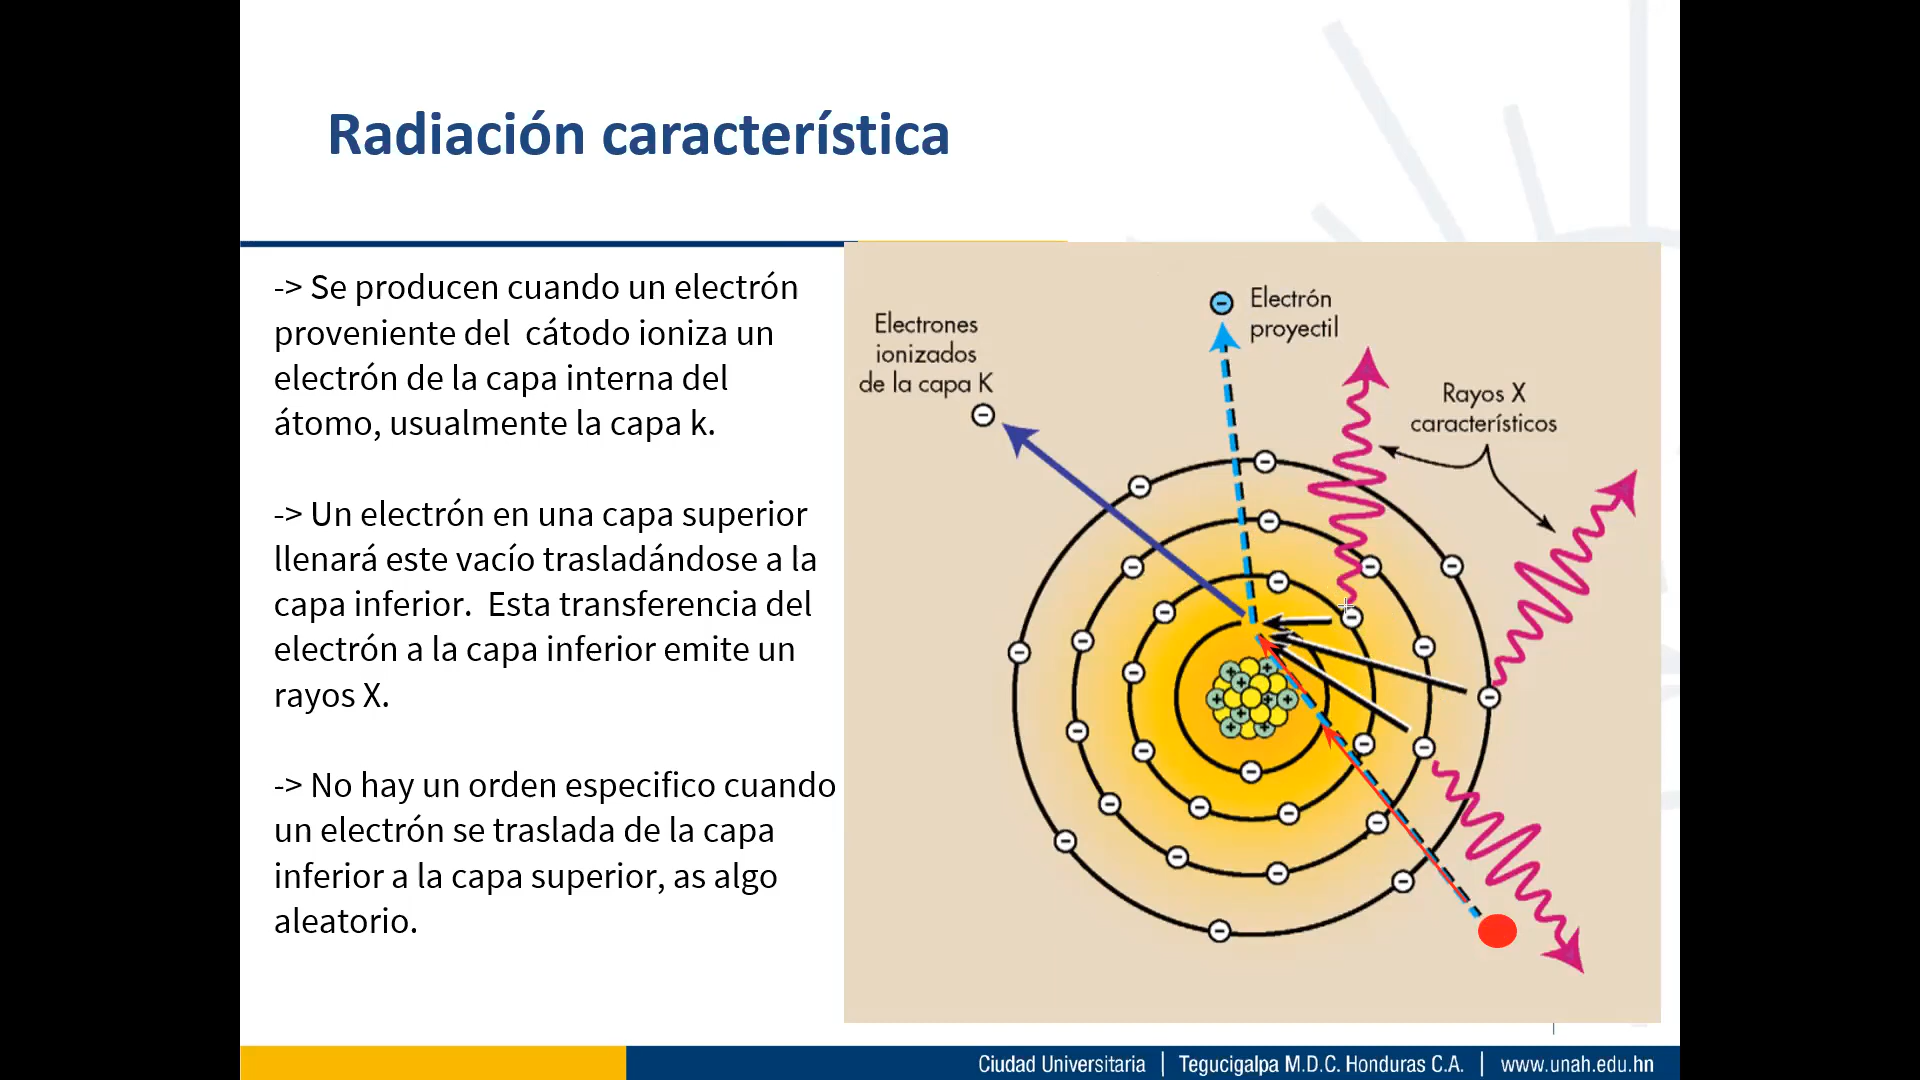 Radiación característica
-> Se producen cuando un electrón
proveniente del  cátodo ioniza un
electrón de la capa interna del
átomo, usualmente la capa k.
-> Un electrón en una capa superior
llenará este vacío trasladándose a la
capa inferior.  Esta transferencia del
electrón a la capa inferior emite un
rayos X.
-> No hay un orden especifico cuando
un electrón se traslada de la capa
inferior a la capa superior, as algo
aleatorio.
Electrones
ionizados
de la capa K
Electrón
proyectil
Rayos X
característicos
Ciudad Universitaria | Tegucigalpa M.D.C. Honduras C.A. | www.unah.edu.hn